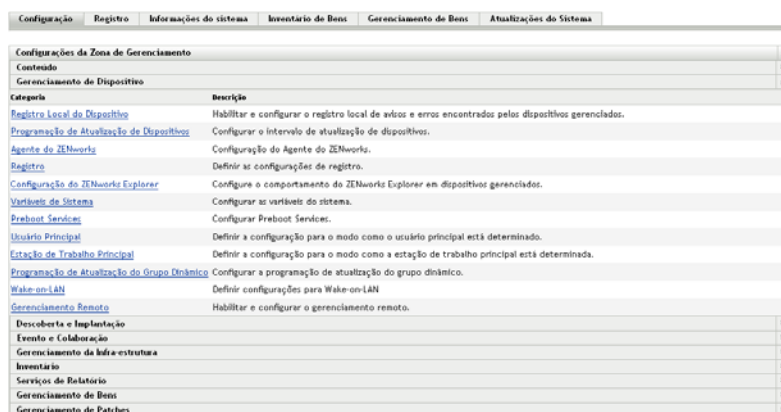 Configuração Registro Informações do sistema Inventário de Bens Gerenciamento de Bens Atualizações do Sistema
Configurações da Zona de Gerenciamento
Conteúdo
Gerenciamento de Dispositivo
Categoria Descrição
Registro Local do Dispositivo Habilitar e configurar o registro local de avisos e erros encontrados pelos dispositivos gerenciados.
Programação de Atualização de Dispositivos Configurar o intervalo de atualização de dispositivos.
Agente do ZENworks Configuração do Agente do ZENworks.
Registro Definir as configurações de registro.
Configuração do ZENworks Explorer Configure o comportamento do ZENworks Explorer em dispositivos gerenciados.
Variáveis de Sistema Configurar as variáveis do sistema.
Preboot Services Configurar Preboot Services.
Usuário Principal Definir a configuração para o modo como o usuário principal está determinado.
Estação de Trabalho Principal Definir a configuração para o modo como a estação de trabalho principal está determinada.
Programação de Atualização do Grupo Dinâmico Configurar a programação de atualização do grupo dinâmico.
Wake-on-LAN Definir configurações para Wake-on-LAN
Gerenciamento Remoto Habilitar e configurar o gerenciamento remoto.
Descoberta e Implantação
Evento e Colaboração
Gerenciamento da Infra-estrutura
Inventário
Serviços de Relatório
Gerenciamento de Bens
Gerenciamento de Patches